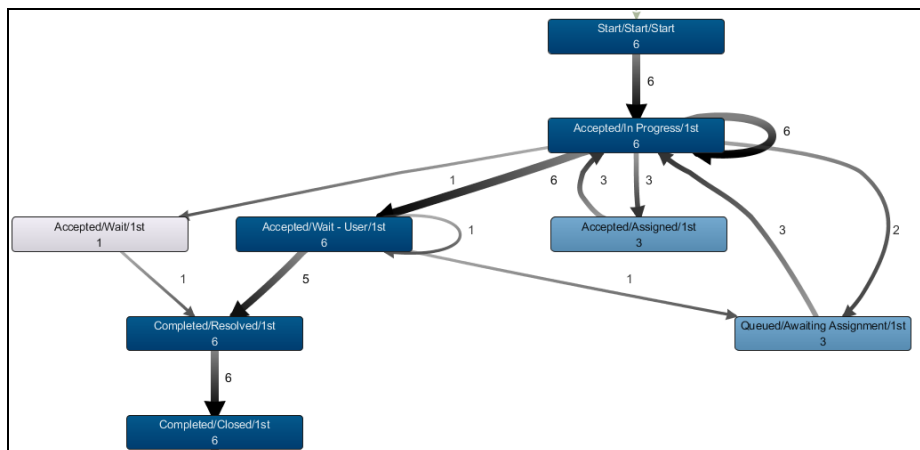 Start/Start/Start
6
6
Accepted/In Progress/1st
6
6
1
6
3
3
Accepted/Wait/1st
1
Accepted/Wait - User/1st
6
1
Accepted/Assigned/1st
3
3
2
1
5
1
Completed/Resolved/1st
6
Queued/Awaiting Assignment/1st
3
6
Completed/Closed/1st
6